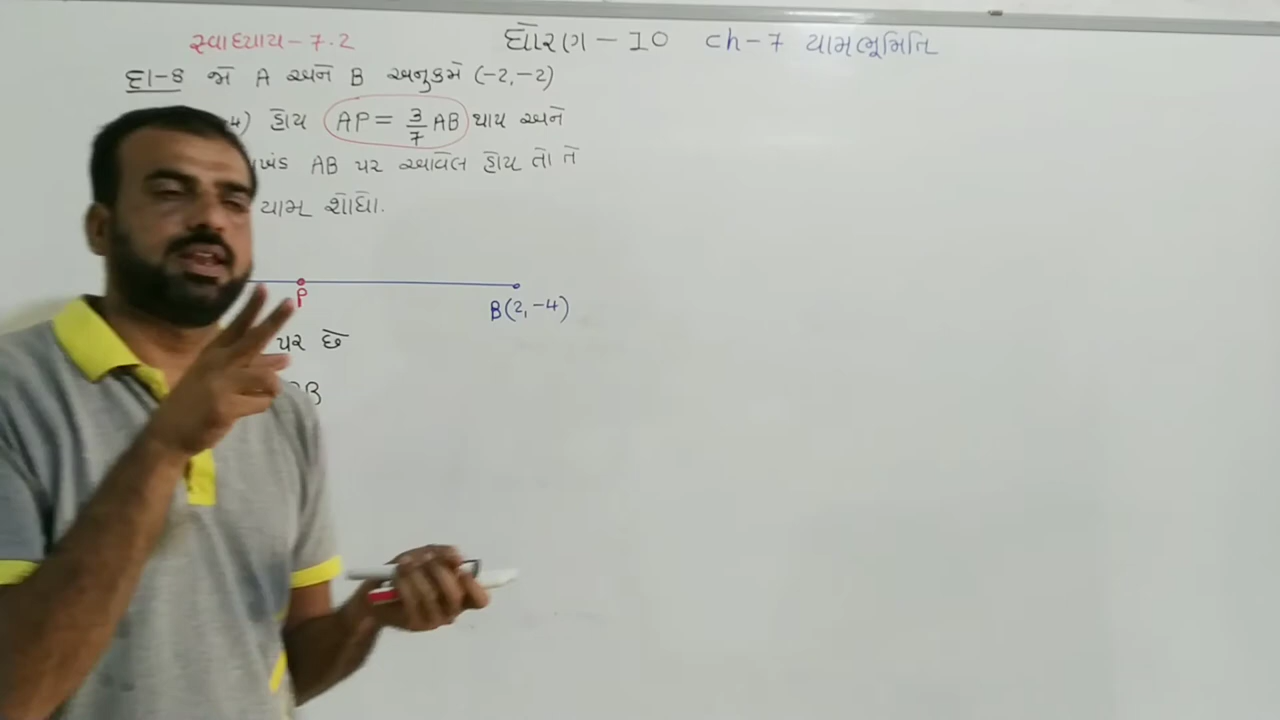 સ્વાધ્યાય - 7.2
ધોરણ - 10 ch-7 યામભૂમિતિ
દા-8 જો A અને B અનુક્રમે (-2,-2)
4) હોય AP = 3/7 AB થાય અને
ખંડ AB પર આવેલ હોય તો તે
યામ શોધો.
P
B(2,-4)
પર છે
B